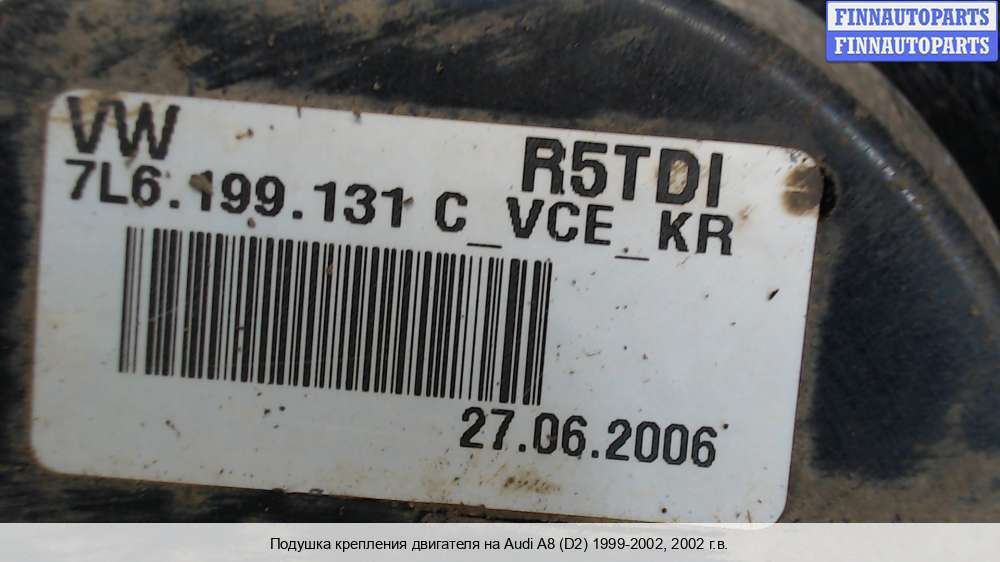 FINNAUTOPARTS
FINNAUTOPARTS
VW
R5TDI
7L6.199.131 C_VCE_KR
27.06.2006
Подушка крепления двигателя на Audi A8 (D2) 1999-2002, 2002 г.в.